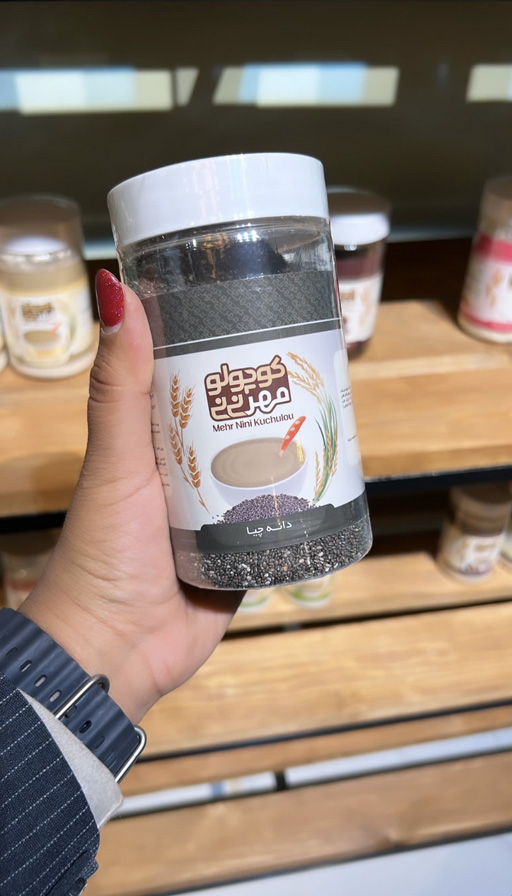 کوچولو
مهرنی نی
Mehr Nini Kuchulou
دانه چیا